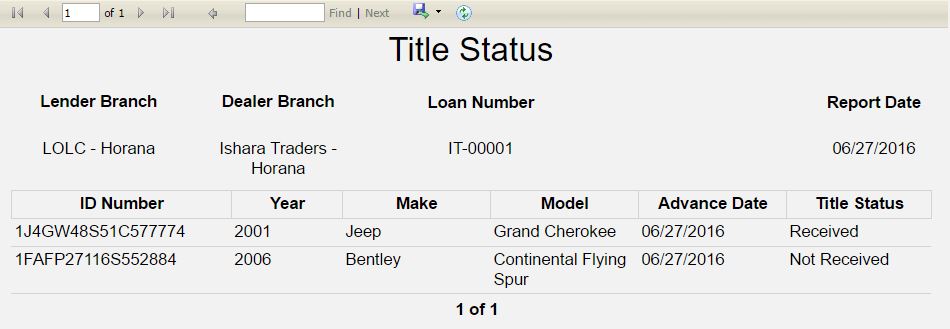 1 of 1 Find | Next
Title Status
Lender Branch Dealer Branch Loan Number Report Date
LOLC - Horana Ishara Traders - IT-00001 06/27/2016
Horana
ID Number Year Make Model Advance Date Title Status
1J4GW48S51C577774 2001 Jeep Grand Cherokee 06/27/2016 Received
1FAFP27116S552884 2006 Bentley Continental Flying 06/27/2016 Not Received
Spur
1 of 1